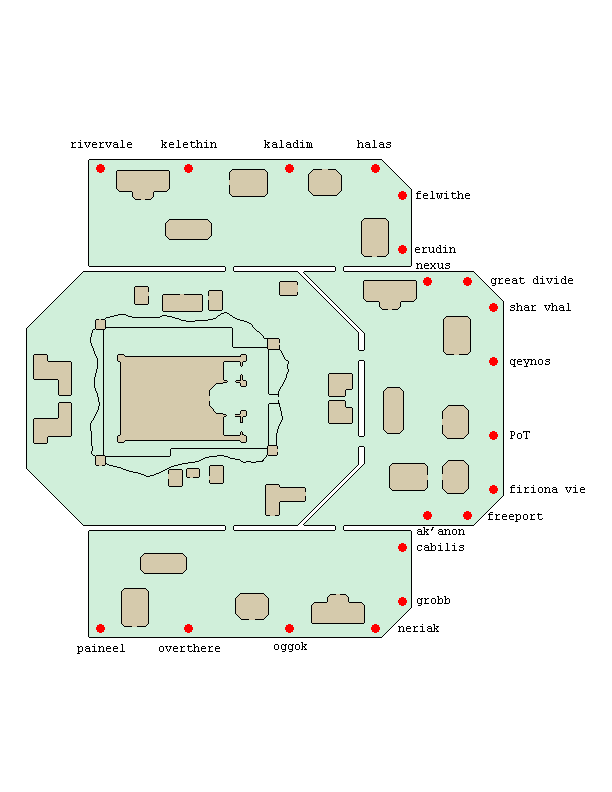 rivervale kelethin kaladim halas
felwithe
erudin
nexus
great divide
shar vhal
qeynos
PoT
firiona vie
freeport
ak'anon
cabilis
grobb
neriak
paineel overthere oggok